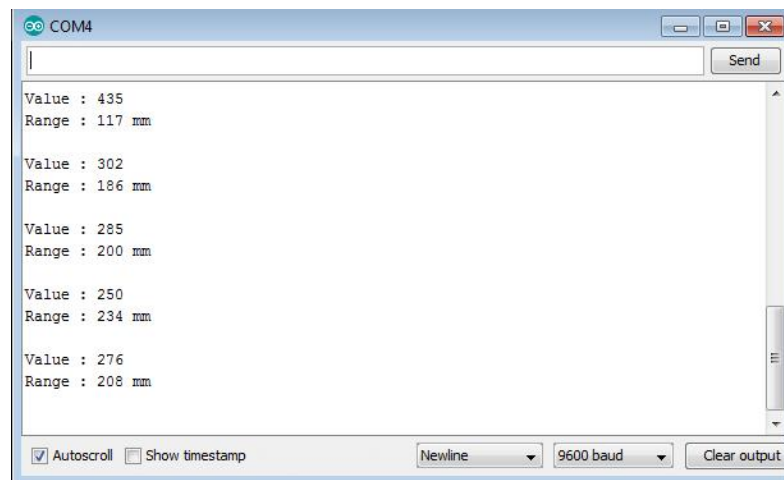 COM4
Send
Value : 435
Range : 117 mm
Value : 302
Range : 186 mm
Value : 285
Range : 200 mm
Value : 250
Range : 234 mm
Value : 276
Range : 208 mm
Autoscroll Show timestamp Newline 9600 baud Clear output